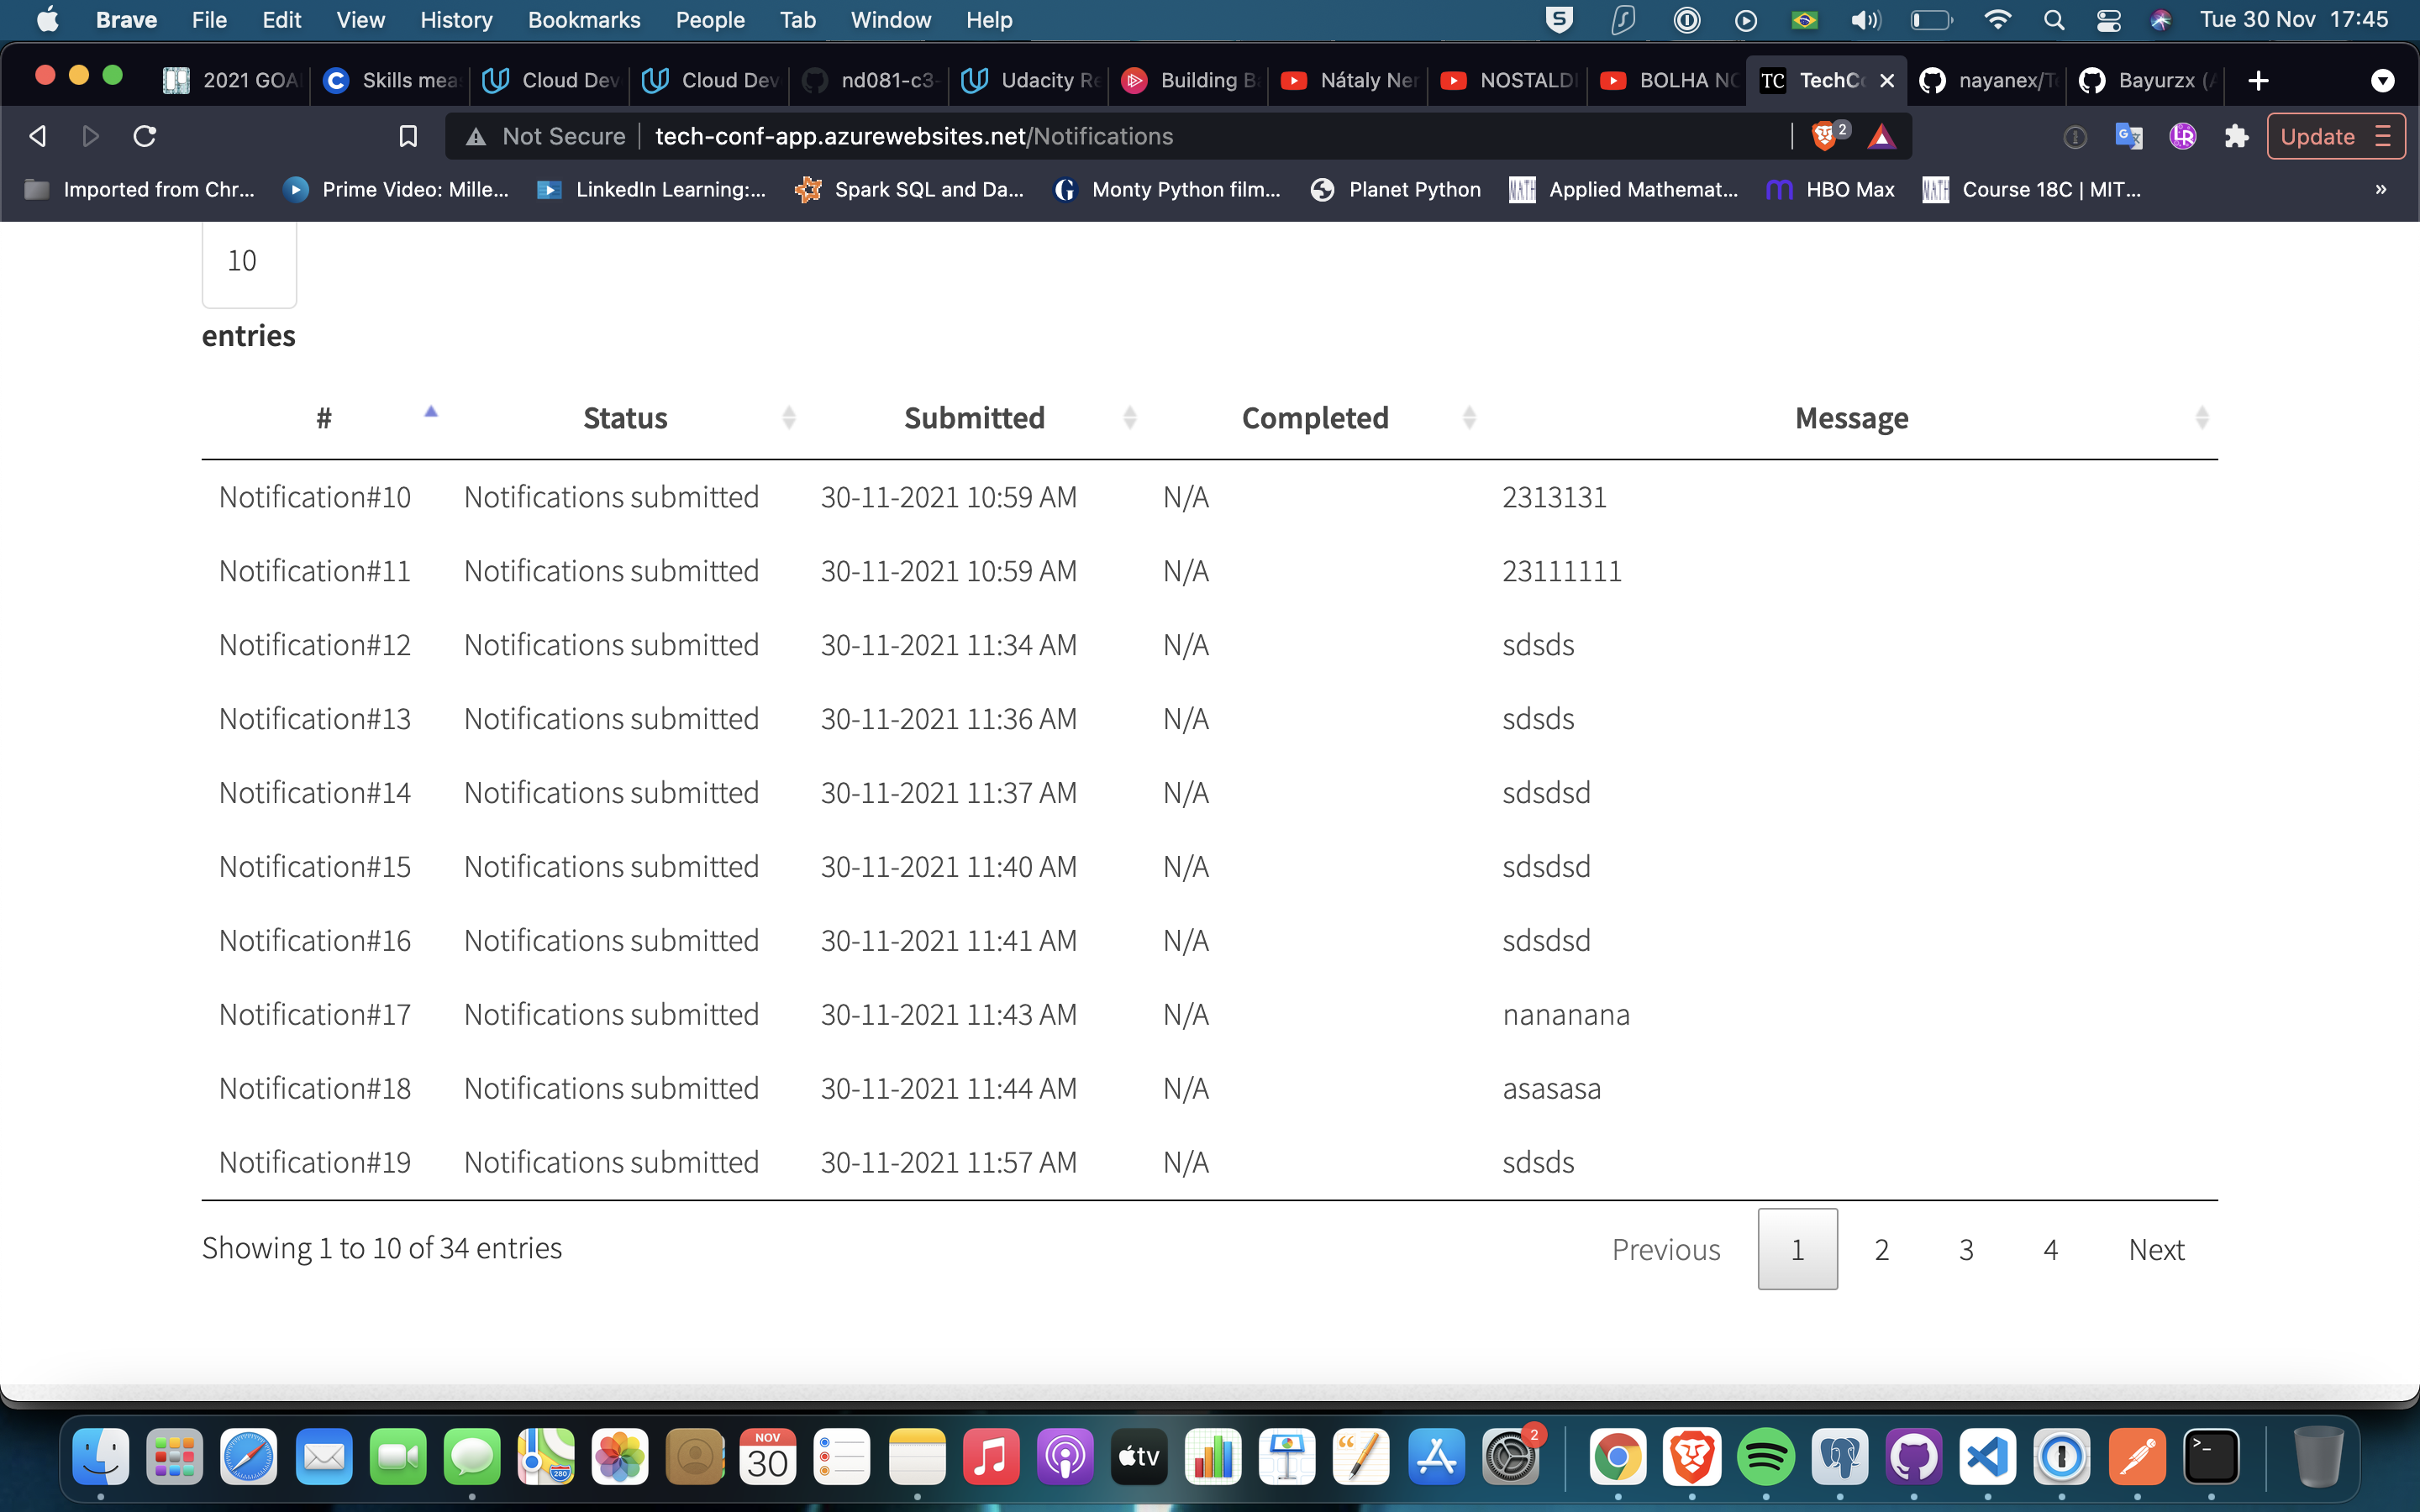 Brave File Edit View History Bookmarks People Tab Window Help Tue 30 Nov 17:45
2021 GOA Skills mea Cloud Dev Cloud Dev nd081-c3- Udacity Re Building B Nátaly Ner NOSTALDI BOLHA NO TC TechCo nayanex/Te Bayurzx (A
Not Secure tech-conf-app.azurewebsites.net/Notifications 2 Update
Imported from Chr... Prime Video: Mille... LinkedIn Learning:... Spark SQL and Da... Monty Python film... Planet Python Applied Mathemat... HBO Max Course 18C | MIT... »
10
entries
# Status Submitted Completed Message
Notification#10 Notifications submitted 30-11-2021 10:59 AM N/A 2313131
Notification#11 Notifications submitted 30-11-2021 10:59 AM N/A 23111111
Notification#12 Notifications submitted 30-11-2021 11:34 AM N/A sdsds
Notification#13 Notifications submitted 30-11-2021 11:36 AM N/A sdsds
Notification#14 Notifications submitted 30-11-2021 11:37 AM N/A sdsdsd
Notification#15 Notifications submitted 30-11-2021 11:40 AM N/A sdsdsd
Notification#16 Notifications submitted 30-11-2021 11:41 AM N/A sdsdsd
Notification#17 Notifications submitted 30-11-2021 11:43 AM N/A nananana
Notification#18 Notifications submitted 30-11-2021 11:44 AM N/A asasasa
Notification#19 Notifications submitted 30-11-2021 11:57 AM N/A sdsds
Showing 1 to 10 of 34 entries Previous 1 2 3 4 Next
NOV
30
tv
2